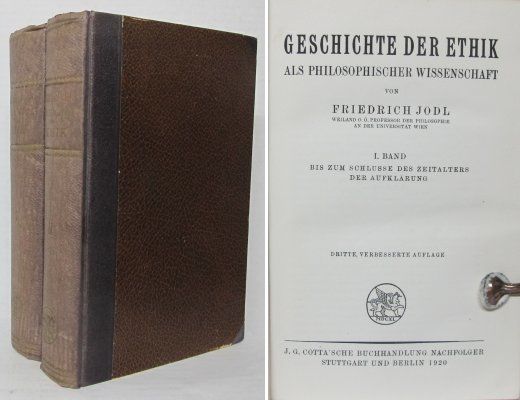 GESCHICHTE DER ETHIK
ALS PHILOSOPHISCHER WISSENSCHAFT
VON
FRIEDRICH JODL
WEILAND O. Ö. PROFESSOR DER PHILOSOPHIE
AN DER UNIVERSITÄT WIEN
I. BAND
BIS ZUM SCHLUSSE DES ZEITALTERS
DER AUFKLÄRUNG
DRITTE, VERBESSERTE AUFLAGE
J. G. COTTA'SCHE BUCHHANDLUNG NACHFOLGER
STUTTGART UND BERLIN 1920